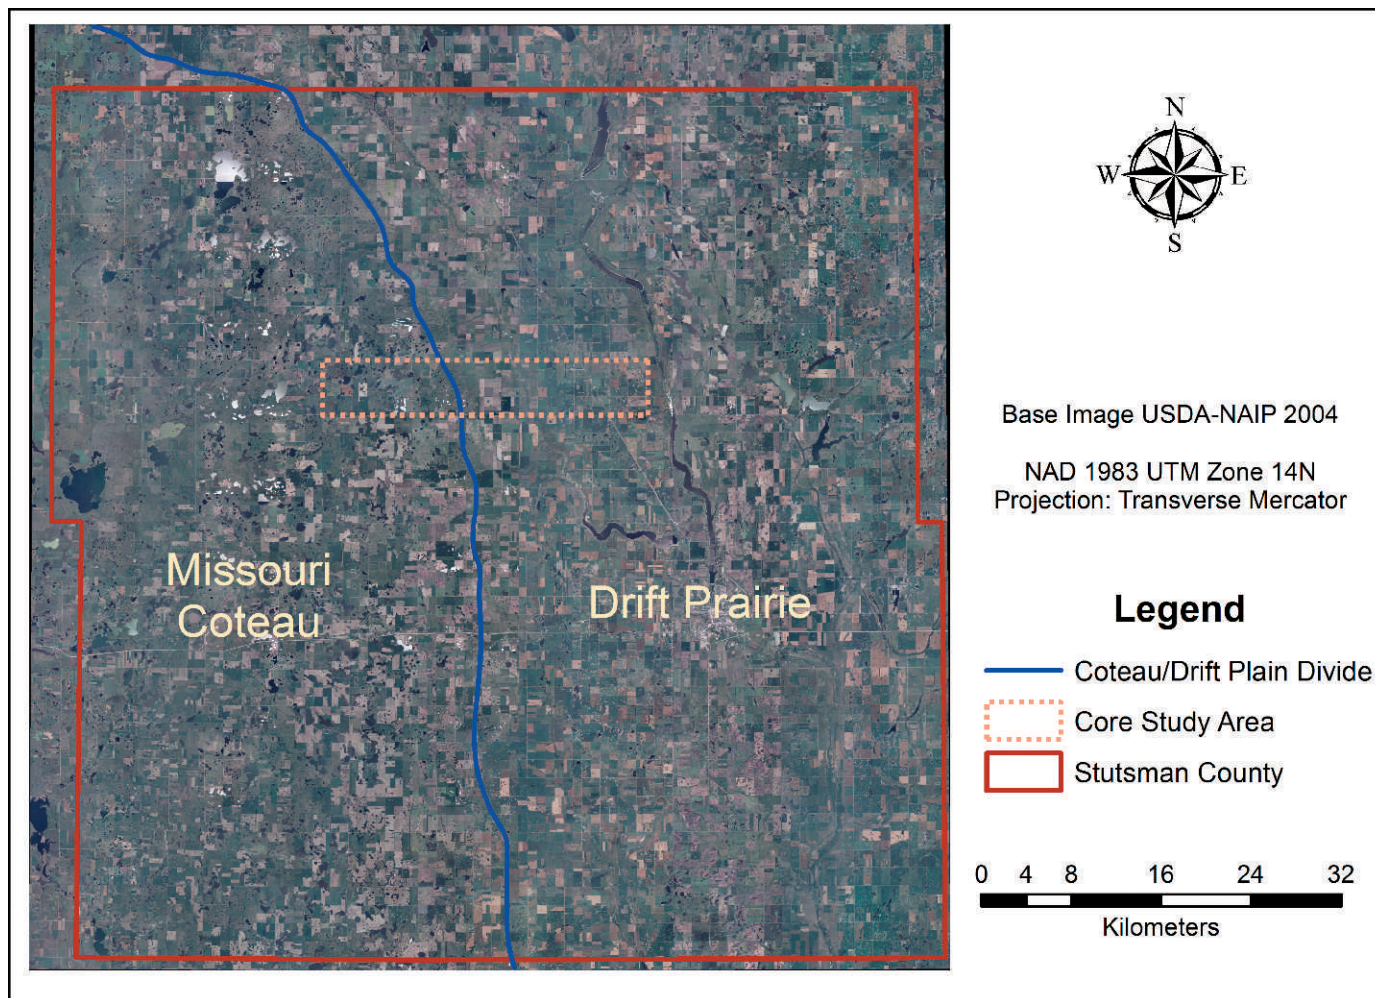 N
W
E
S
Base Image USDA-NAIP 2004
NAD 1983 UTM Zone 14N
Projection: Transverse Mercator
Missouri
Coteau
Drift Prairie
Legend
Coteau/Drift Plain Divide
Core Study Area
Stutsman County
0 4 8 16 24 32
Kilometers